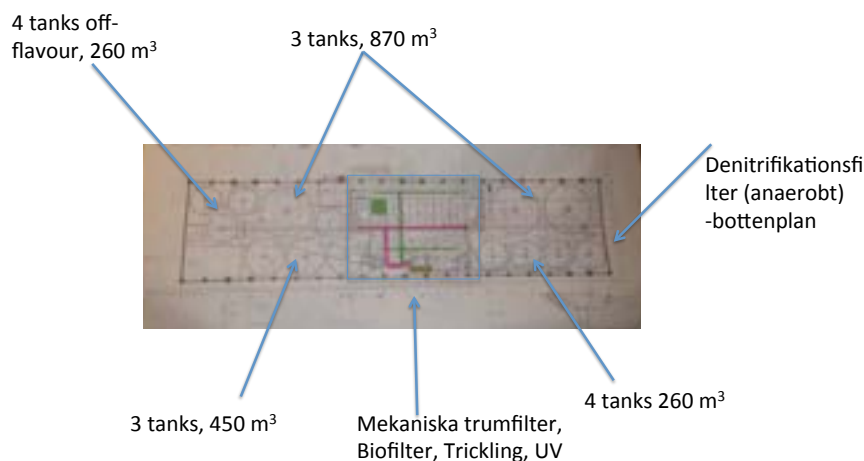 4 tanks off-
flavour, 260 m³
3 tanks, 870 m³
Denitrifikationsfi
lter (anaerobt)
-bottenplan
3 tanks, 450 m³
Mekaniska trumfilter,
Biofilter, Trickling, UV
4 tanks 260 m³